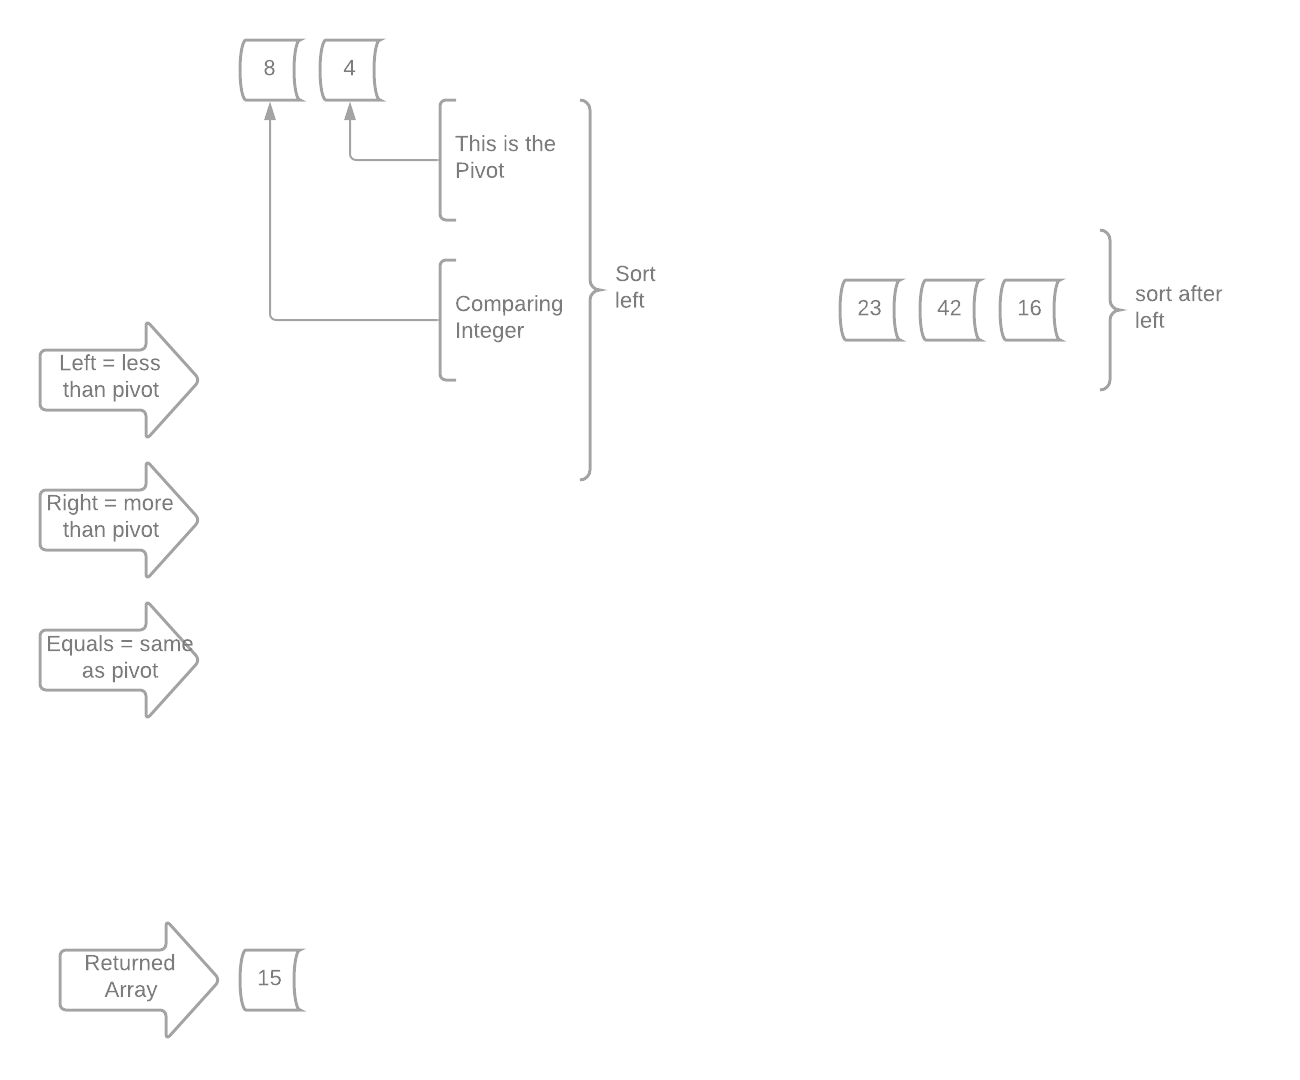 8
4
This is the
Pivot
Comparing
Integer
Sort
left
23
42
16
sort after
left
Left = less
than pivot
Right = more
than pivot
Equals = same
as pivot
Returned
Array
15